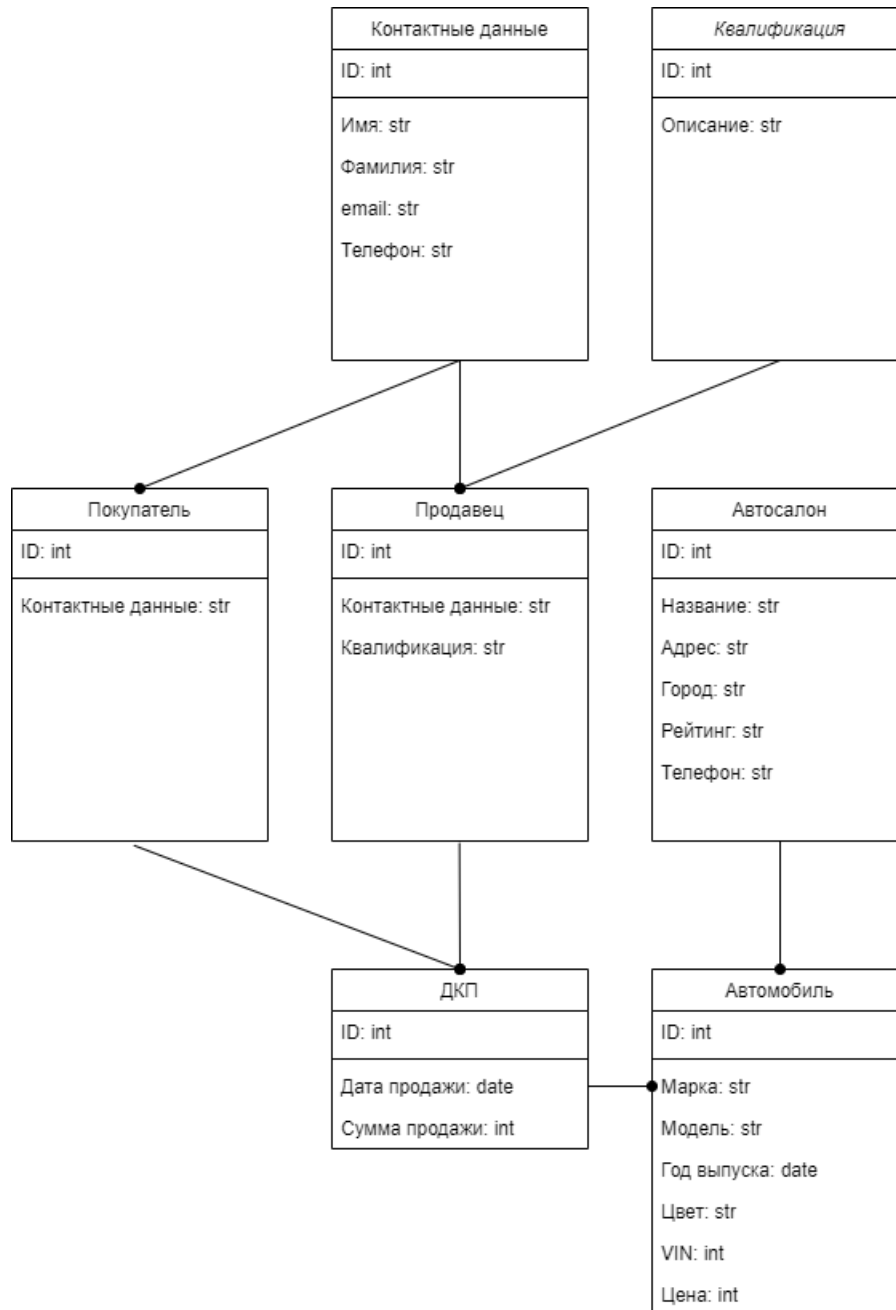 Контактные данные
ID: int
Имя: str
Фамилия: str
email: str
Телефон: str
Квалификация
ID: int
Описание: str
Покупатель
ID: int
Контактные данные: str
Продавец
ID: int
Контактные данные: str
Квалификация: str
Автосалон
ID: int
Название: str
Адрес: str
Город: str
Рейтинг: str
Телефон: str
ДКП
ID: int
Дата продажи: date
Сумма продажи: int
Автомобиль
ID: int
Марка: str
Модель: str
Год выпуска: date
Цвет: str
VIN: int
Цена: int